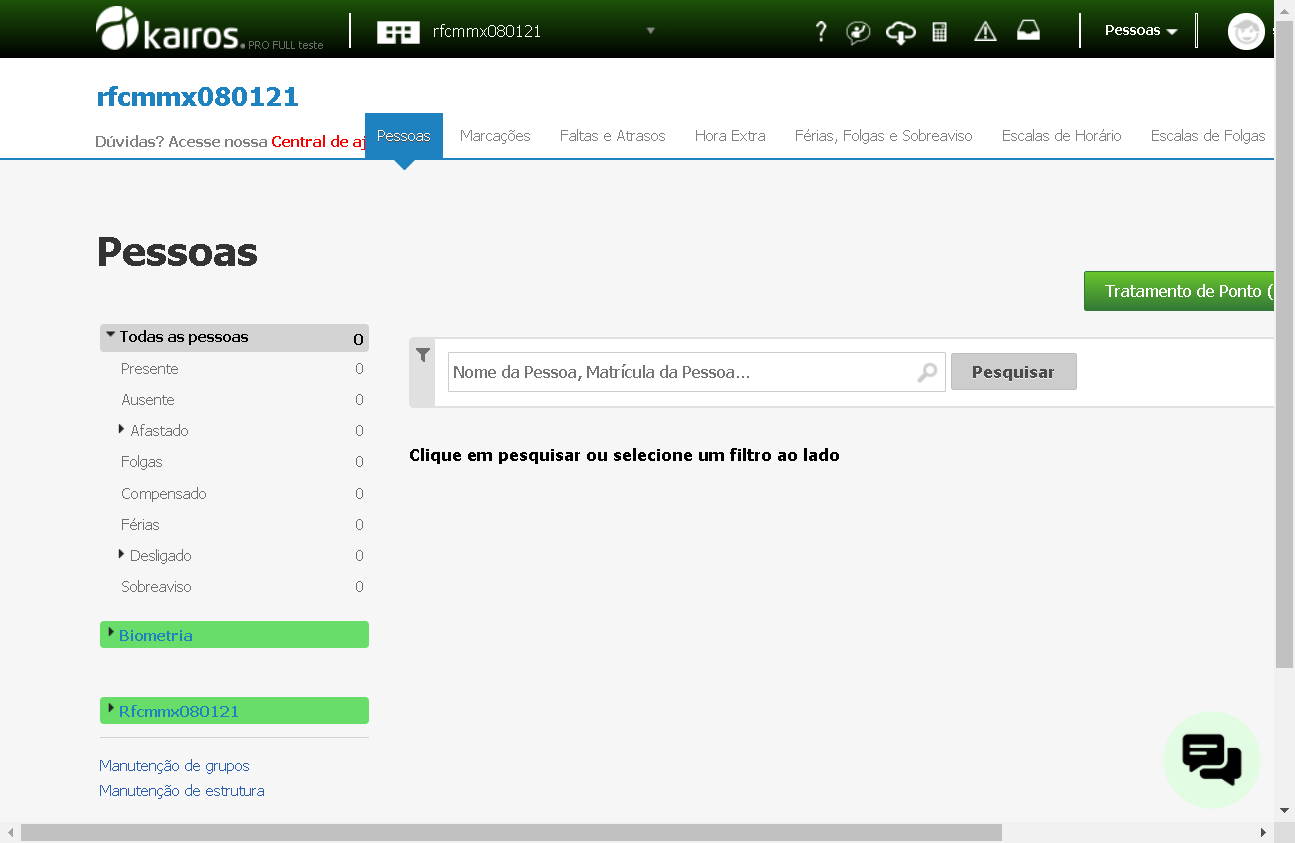 kairos. PRO FULL teste
rfcmmx080121
?
Pessoas
rfcmmx080121
Dúvidas? Acesse nossa Central de
Pessoas
Marcações
Faltas e Atrasos
Hora Extra
Férias, Folgas e Sobreaviso
Escalas de Horário
Escalas de Folgas
Pessoas
Tratamento de Ponto (
Todas as pessoas 0
Presente 0
Ausente 0
Afastado 0
Folgas 0
Compensado 0
Férias 0
Desligado 0
Sobreaviso 0
Nome da Pessoa, Matrícula da Pessoa...
Pesquisar
Clique em pesquisar ou selecione um filtro ao lado
Biometria
Rfcmmx080121
Manutenção de grupos
Manutenção de estrutura